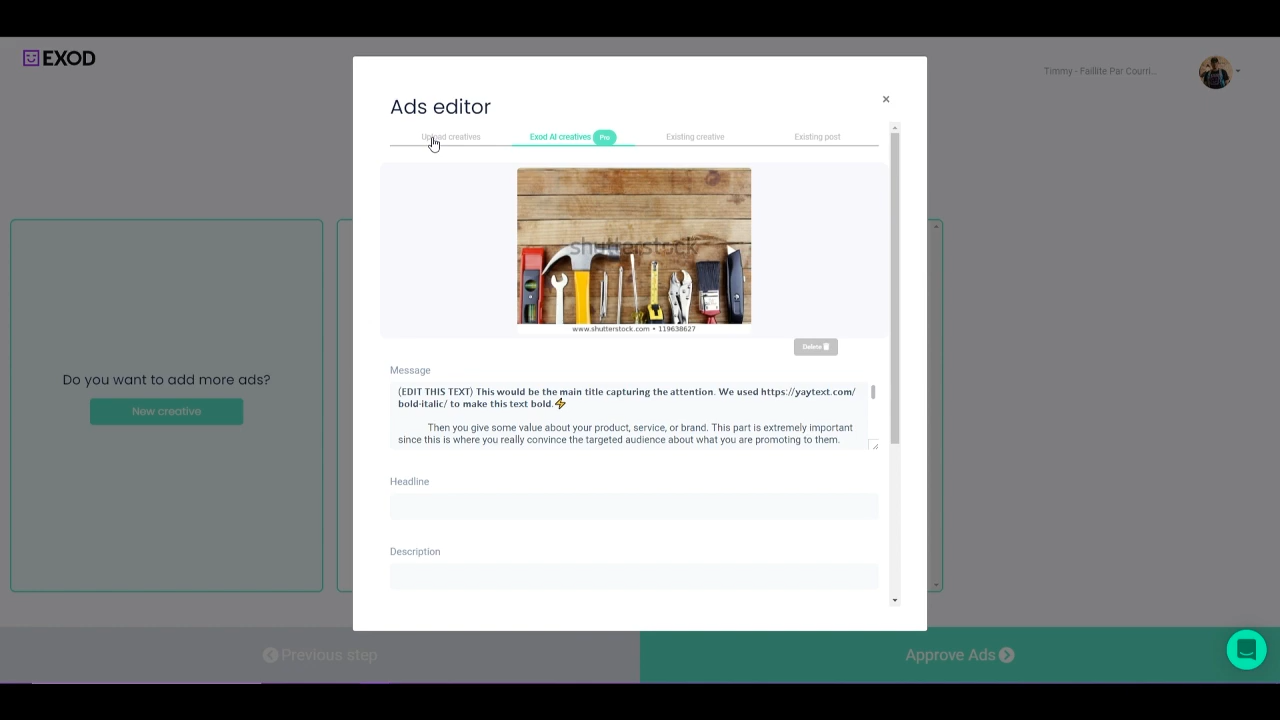 EXOD
Timmy - Faillite Par Courri...
Ads editor
Upload creatives
Exod AI creatives
Pro
Existing creative
Existing post
shutterstock
www.shutterstock.com • 119638627
Delete
Message
(EDIT THIS TEXT) This would be the main title capturing the attention. We used https://yaytext.com/
bold-italic/ to make this text bold.⚡
Then you give some value about your product, service, or brand. This part is extremely important
since this is where you really convince the targeted audience about what you are promoting to them.
Headline
Description
Do you want to add more ads?
New creative
Previous step
Approve Ads